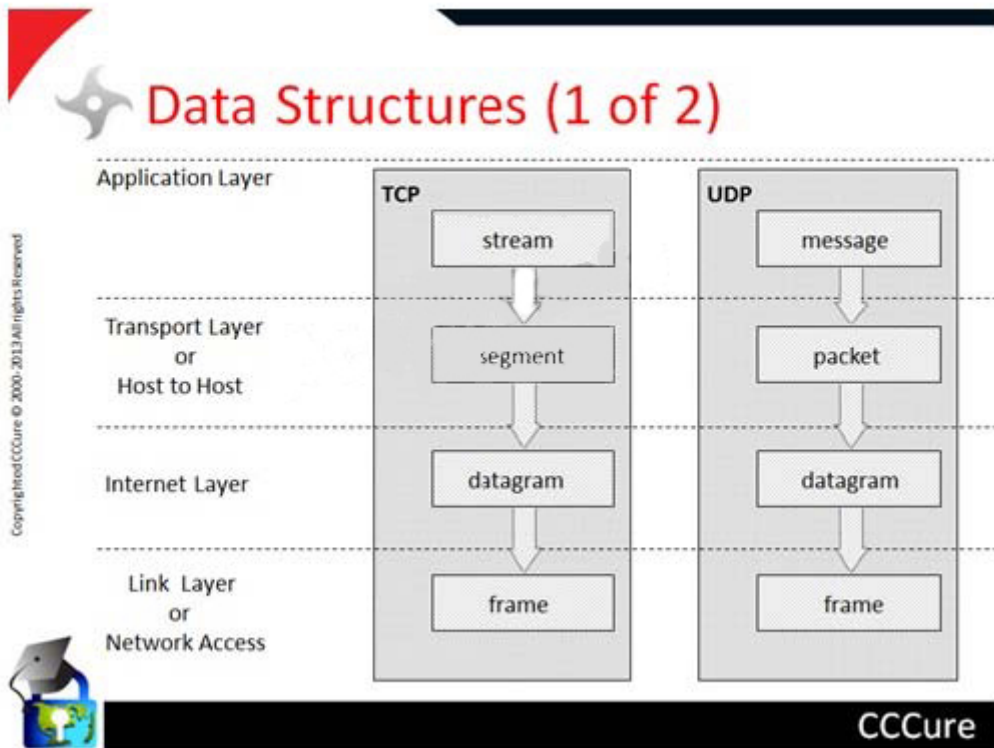 Data Structures (1 of 2)
Application Layer
TCP
UDP
stream
message
Transport Layer
or
Host to Host
segment
packet
Internet Layer
datagram
datagram
Link Layer
or
Network Access
frame
frame
Copyrighted CCCure © 2000-2013 All rights Reserved
CCCure